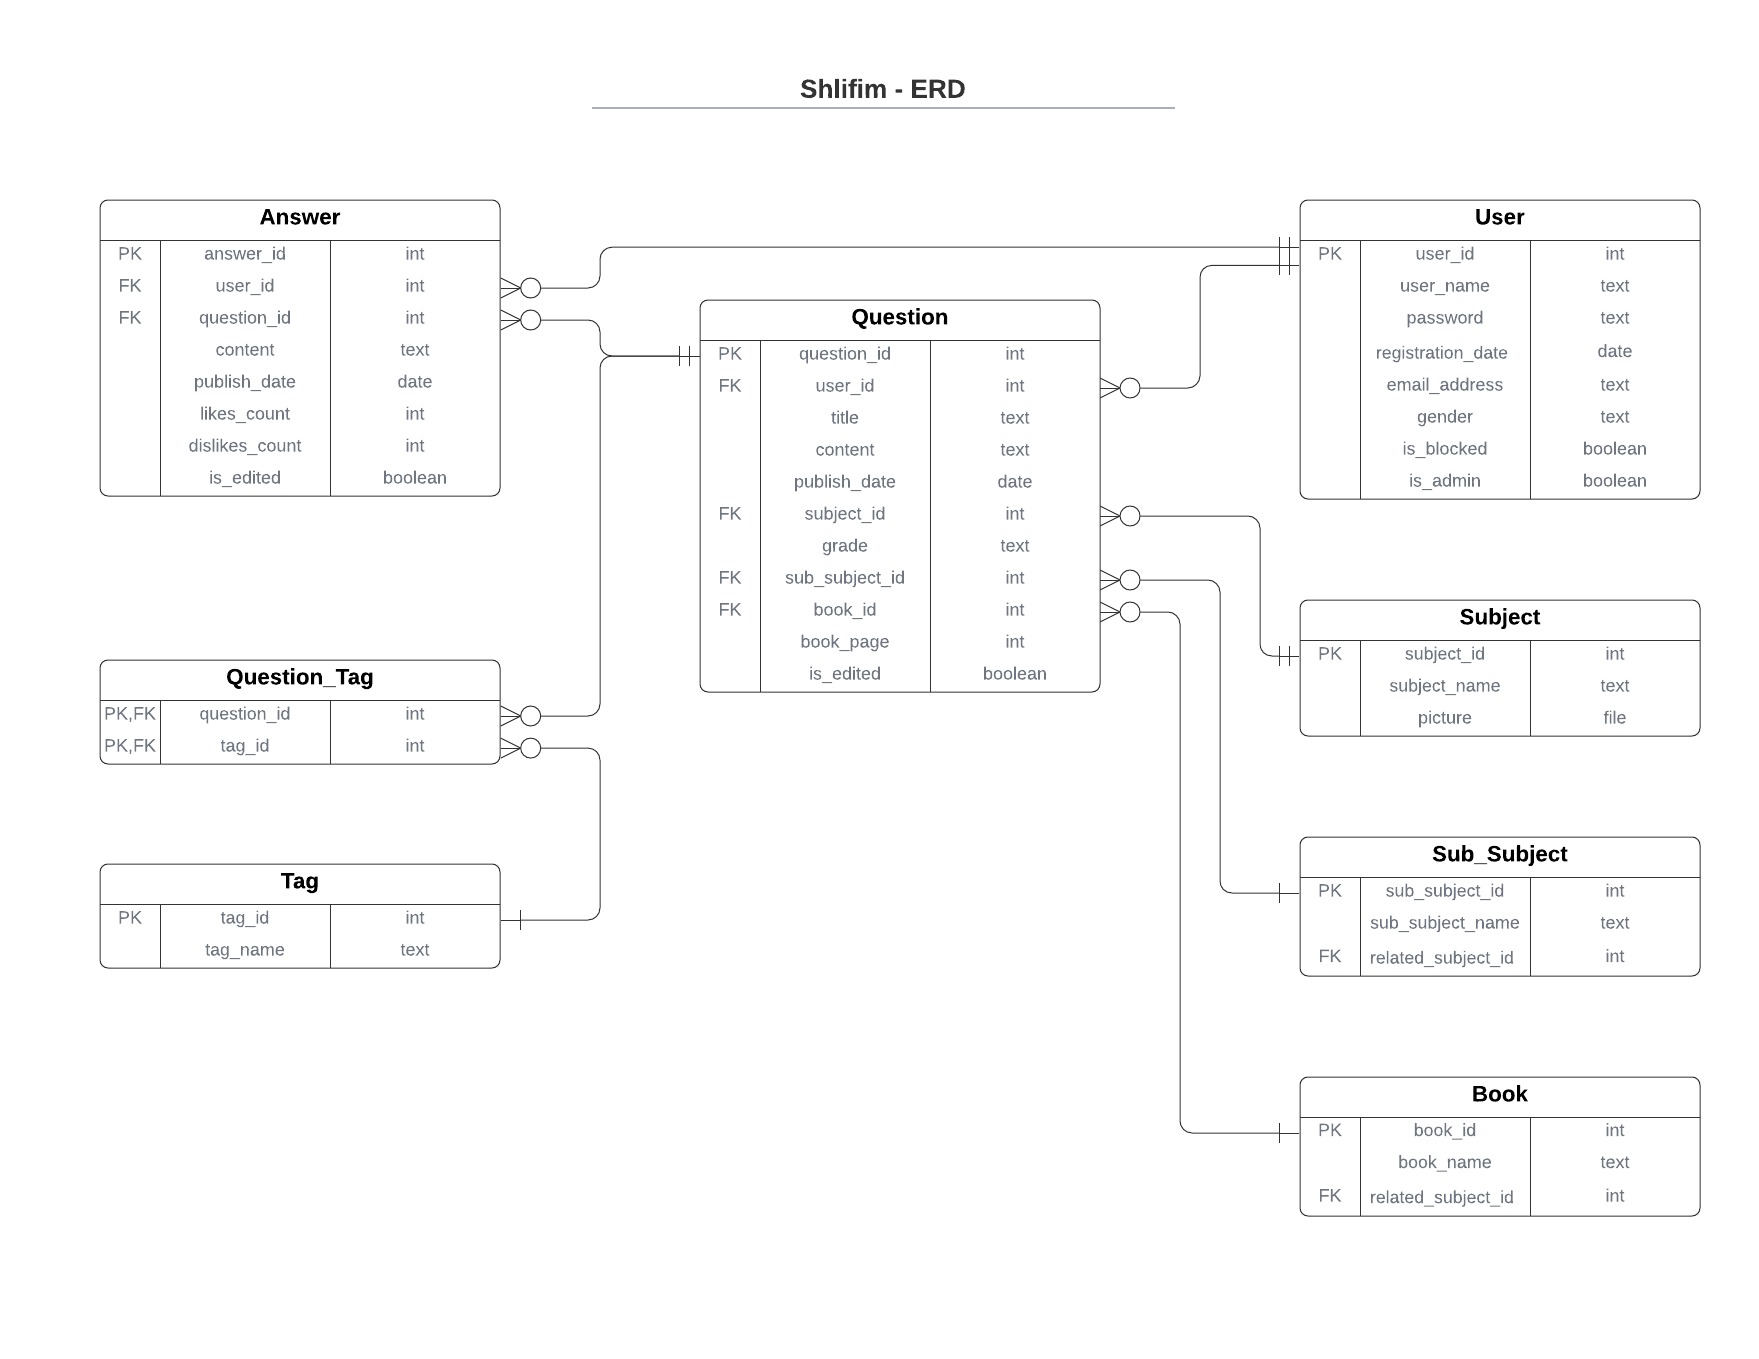 Shlifim - ERD
Answer
PK answer_id int
FK user_id int
FK question_id int
content text
publish_date date
likes_count int
dislikes_count int
is_edited boolean
User
PK user_id int
user_name text
password text
registration_date date
email_address text
gender text
is_blocked boolean
is_admin boolean
Question
PK question_id int
FK user_id int
title text
content text
publish_date date
FK subject_id int
grade text
FK sub_subject_id int
FK book_id int
book_page int
is_edited boolean
Subject
PK subject_id int
subject_name text
picture file
Question_Tag
PK,FK question_id int
PK,FK tag_id int
Tag
PK tag_id int
tag_name text
Sub_Subject
PK sub_subject_id int
sub_subject_name text
FK related_subject_id int
Book
PK book_id int
book_name text
FK related_subject_id int